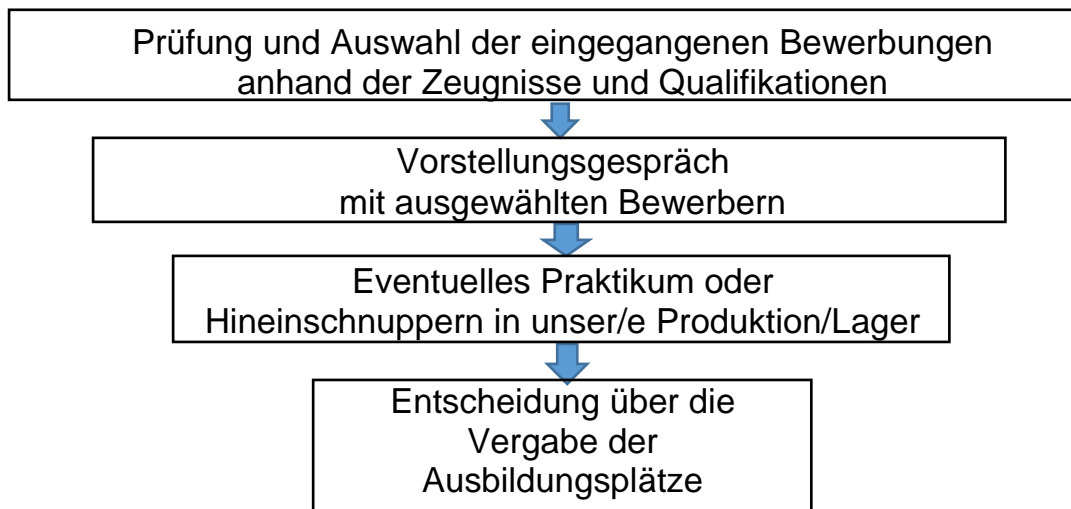 Prüfung und Auswahl der eingegangenen Bewerbungen
anhand der Zeugnisse und Qualifikationen
Vorstellungsgespräch
mit ausgewählten Bewerbern
Eventuelles Praktikum oder
Hineinschnuppern in unser/e Produktion/Lager
Entscheidung über die
Vergabe der
Ausbildungsplätze